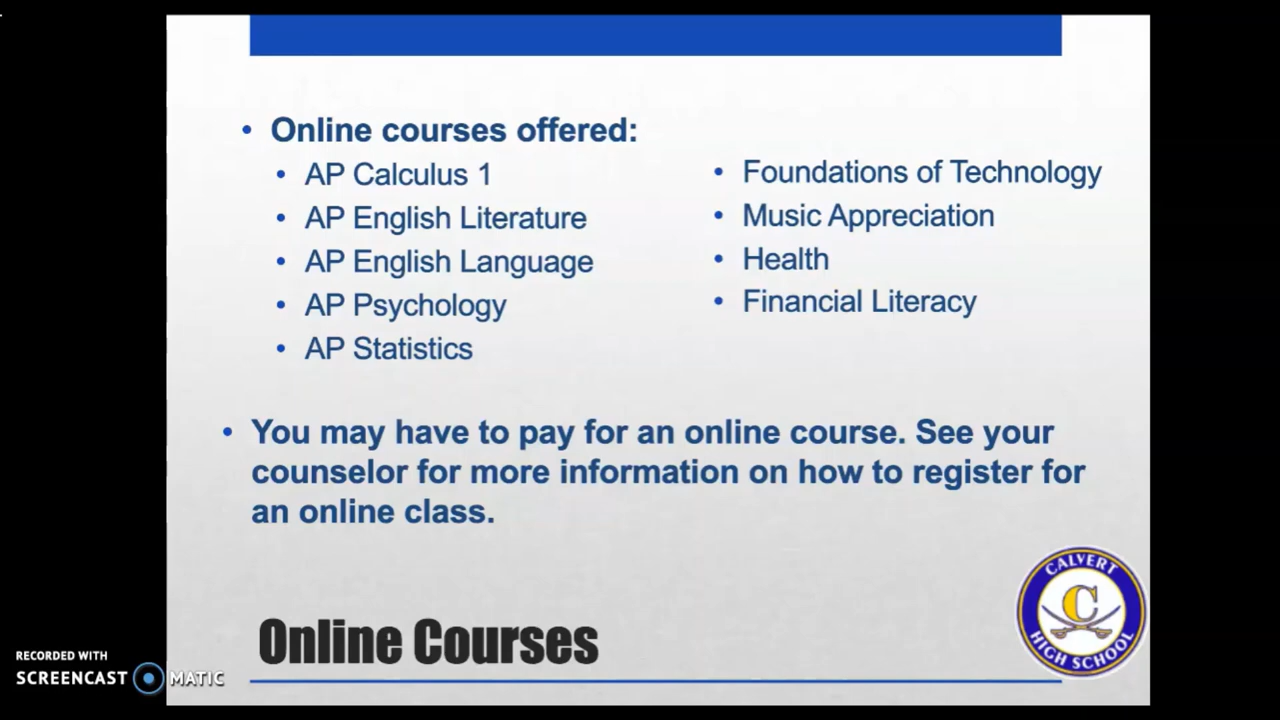 • Online courses offered:
• AP Calculus 1
• AP English Literature
• AP English Language
• AP Psychology
• AP Statistics
• Foundations of Technology
• Music Appreciation
• Health
• Financial Literacy
• You may have to pay for an online course. See your
counselor for more information on how to register for
an online class.
Online Courses
CALVERT
C
HIGH SCHOOL
RECORDED WITH
SCREENCAST MATIC